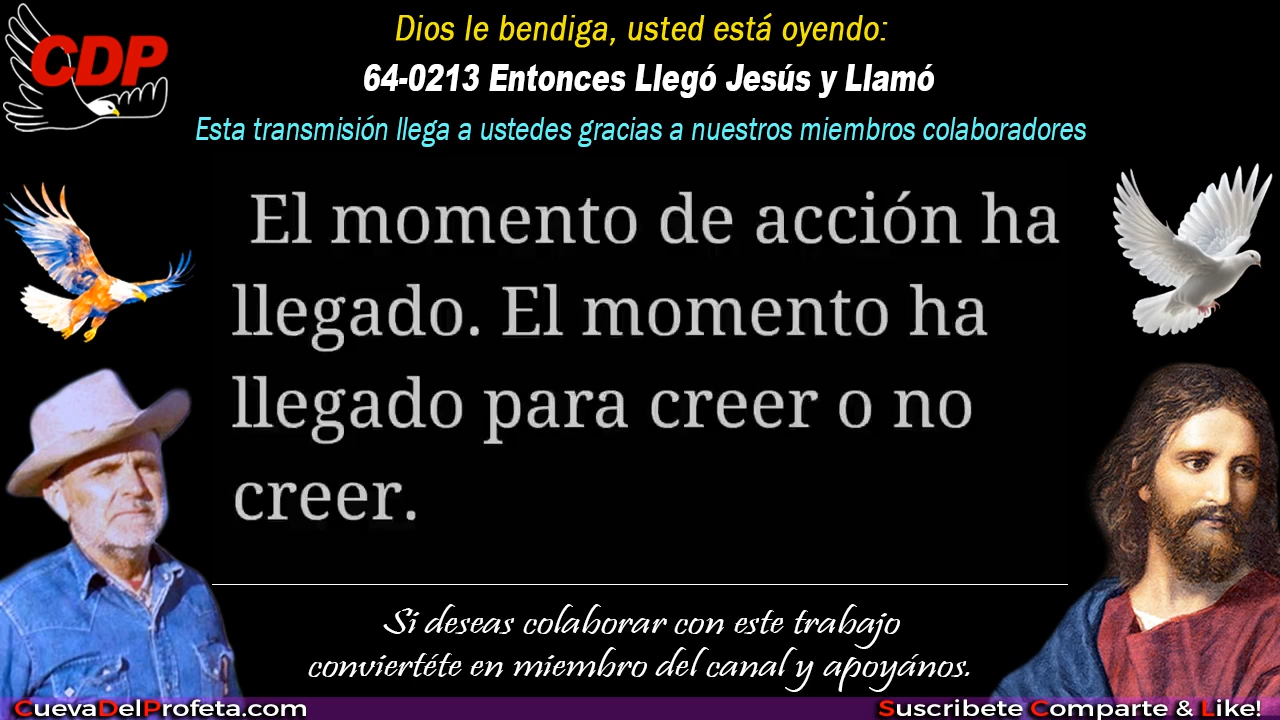 CDP
Dios le bendiga, usted está oyendo:
64-0213 Entonces Llegó Jesús y Llamó
Esta transmisión llega a ustedes gracias a nuestros miembros colaboradores
El momento de acción ha
llegado. El momento ha
llegado para creer o no
creer.
Si deseas colaborar con este trabajo
conviertéte en miembro del canal y apoyános.
CuevaDelProfeta.com
Suscribete Comparte & Like!